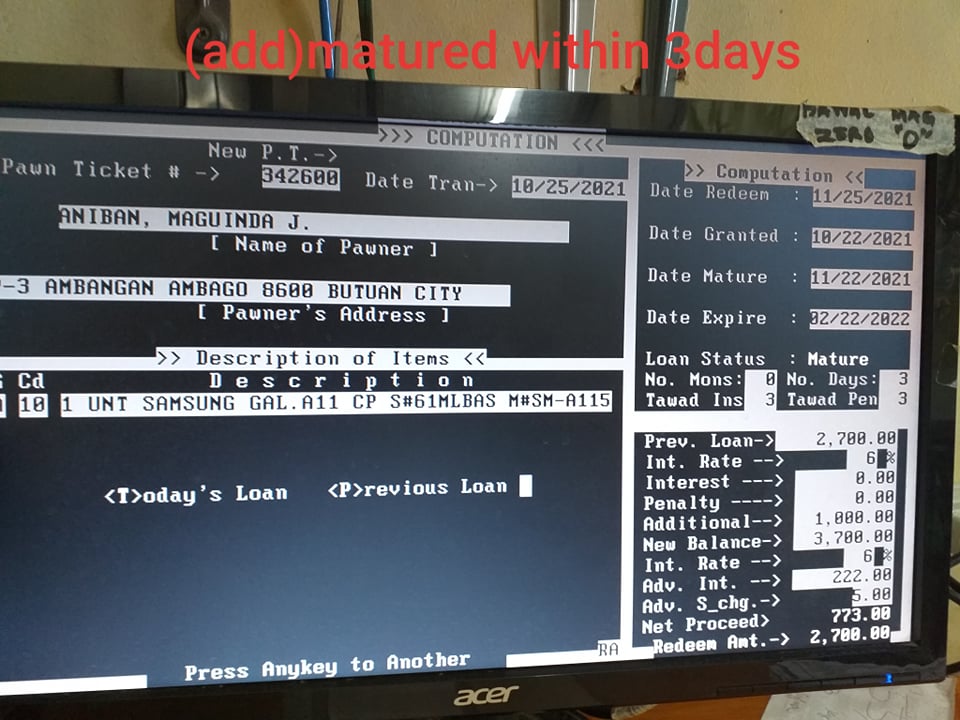 (add)matured within 3days
HAWAL MAG
ZERO "0"
>>> COMPUTATION <<<
New P.T.->
Pawn Ticket # -> 342600 Date Tran-> 10/25/2021
ANIBAN, MAGUINDA J.
[ Name of Pawner ]
-3 AMBANGAN AMBAGO 8600 BUTUAN CITY
[ Pawner's Address ]
>> Description of Items <<
Cd D e s c r i p t i o n
10 1 UNT SAMSUNG GAL.A11 CP S#61MLBAS M#SM-A115
<T>oday's Loan <P>revious Loan
Press Anykey to Another
RA
>> Computation <<
Date Redeem : 11/25/2021
Date Granted : 10/22/2021
Date Mature : 11/22/2021
Date Expire : 02/22/2022
Loan Status : Mature
No. Mons: 0 No. Days: 3
Tawad Ins 3 Tawad Pen 3
Prev. Loan-> 2,700.00
Int. Rate --> 6 %
Interest ---> 0.00
Penalty ----> 0.00
Additional--> 1,000.00
New Balance-> 3,700.00
Int. Rate --> 6 %
Adv. Int. --> 222.00
Adv. S_chg.-> 5.00
Net Proceed> 773.00
Redeem Amt.-> 2,700.00
acer